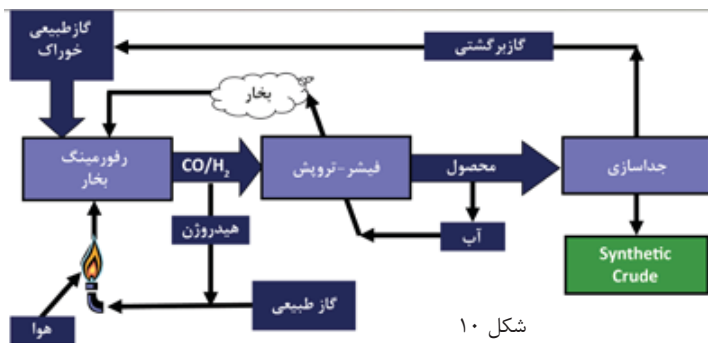 گازطبیعی
خوراک
گازبرگشتی
بخار
رفورمینگ
بخار
CO/H₂
فیشر-تروپش
محصول
جداسازی
هیدروژن
آب
Synthetic
Crude
گاز طبیعی
هوا
شکل ۱۰